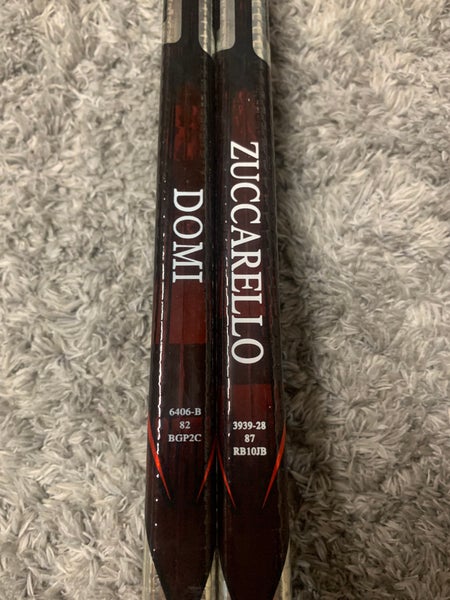 DOMI
6406-B
82
BGP2C
ZUCCARELLO
3939-28
87
RB10JB